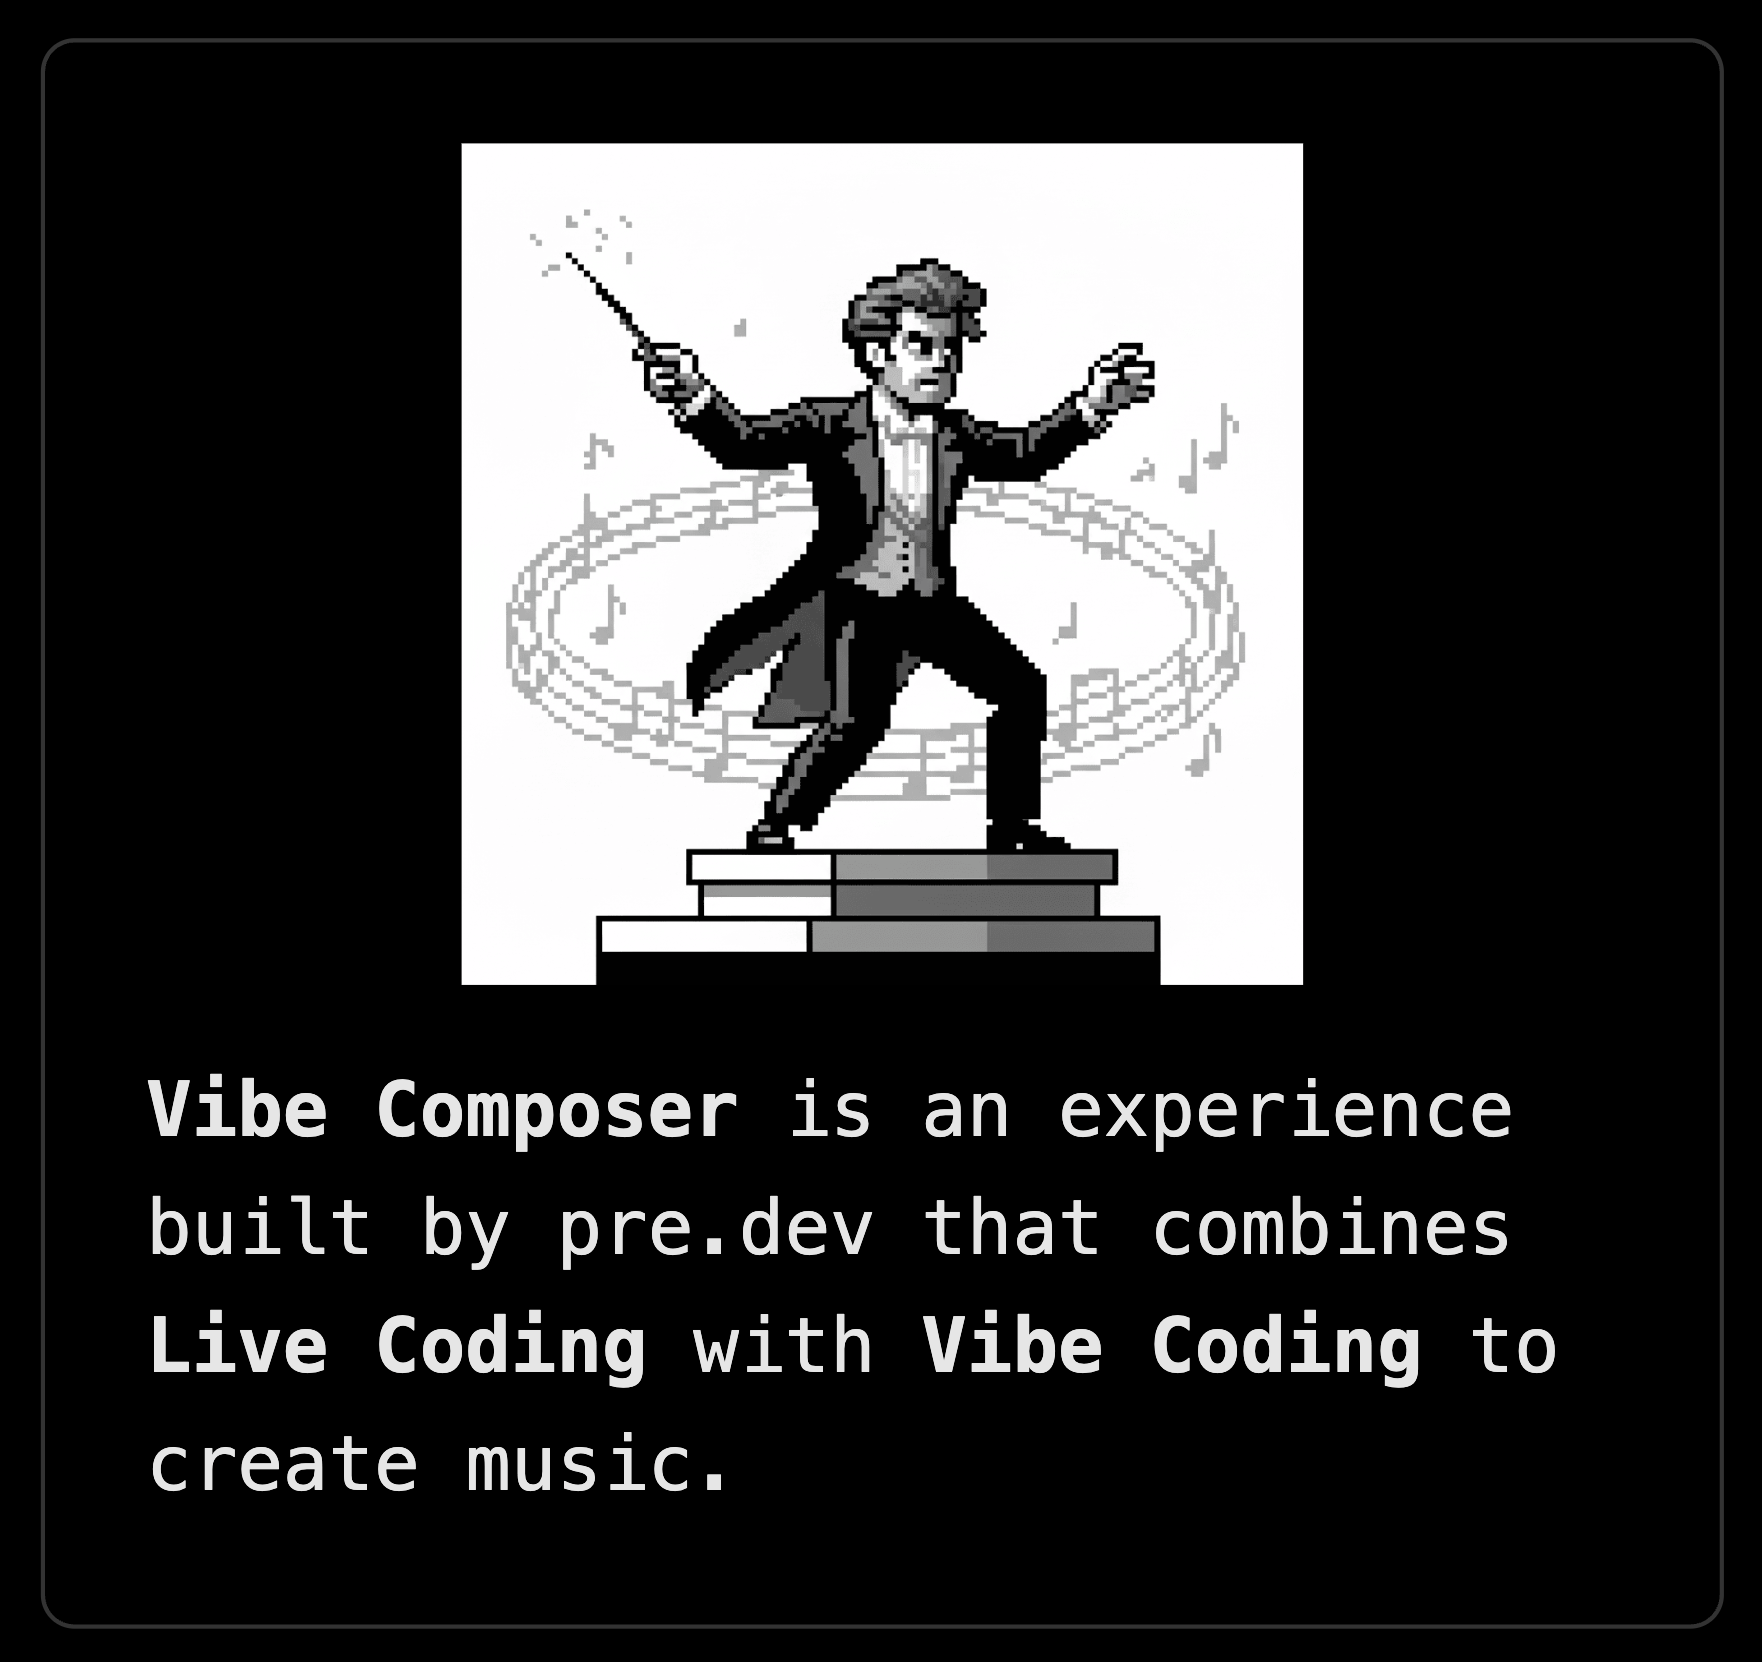 Vibe Composer is an experience
built by pre.dev that combines
Live Coding with Vibe Coding to
create music.